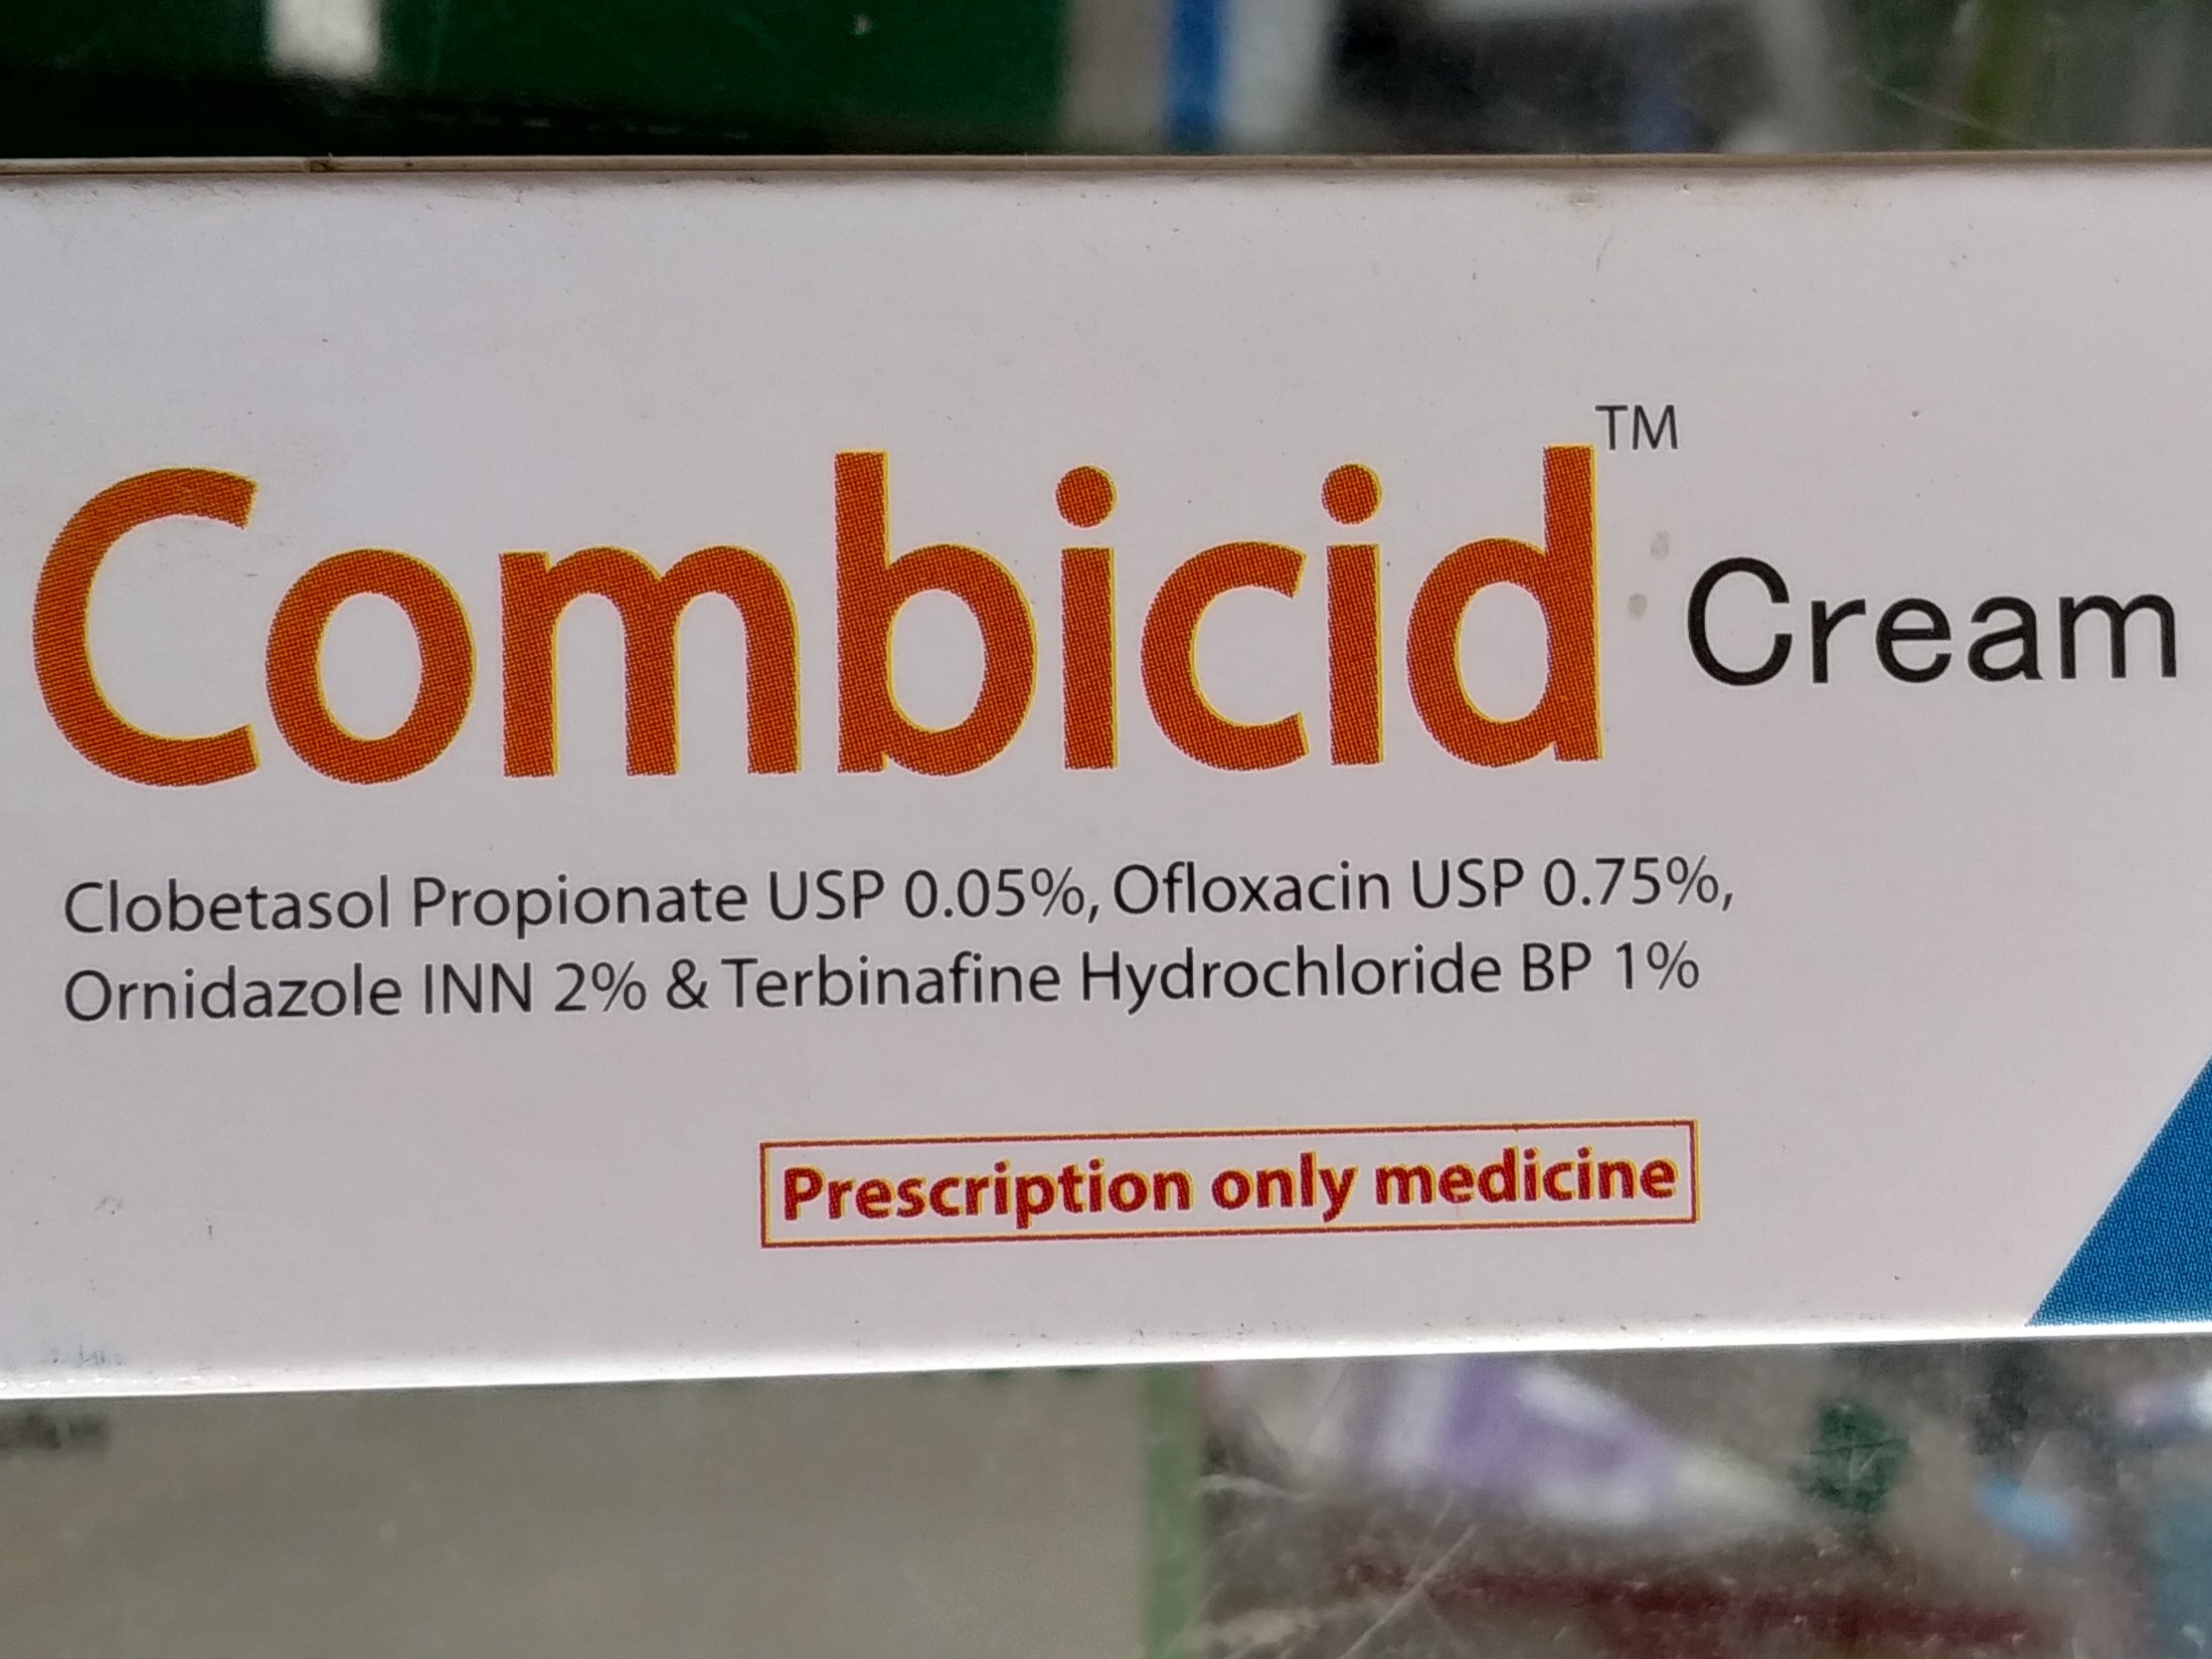 Combicid™ Cream
Clobetasol Propionate USP 0.05%, Ofloxacin USP 0.75%,
Ornidazole INN 2% & Terbinafine Hydrochloride BP 1%
Prescription only medicine